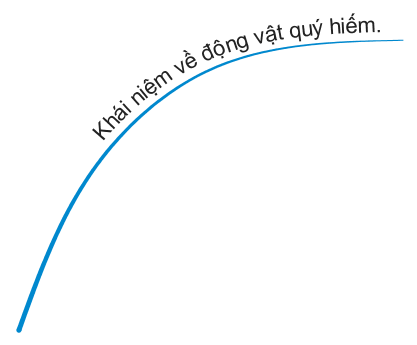 Khái niệm về động vật quý hiếm.